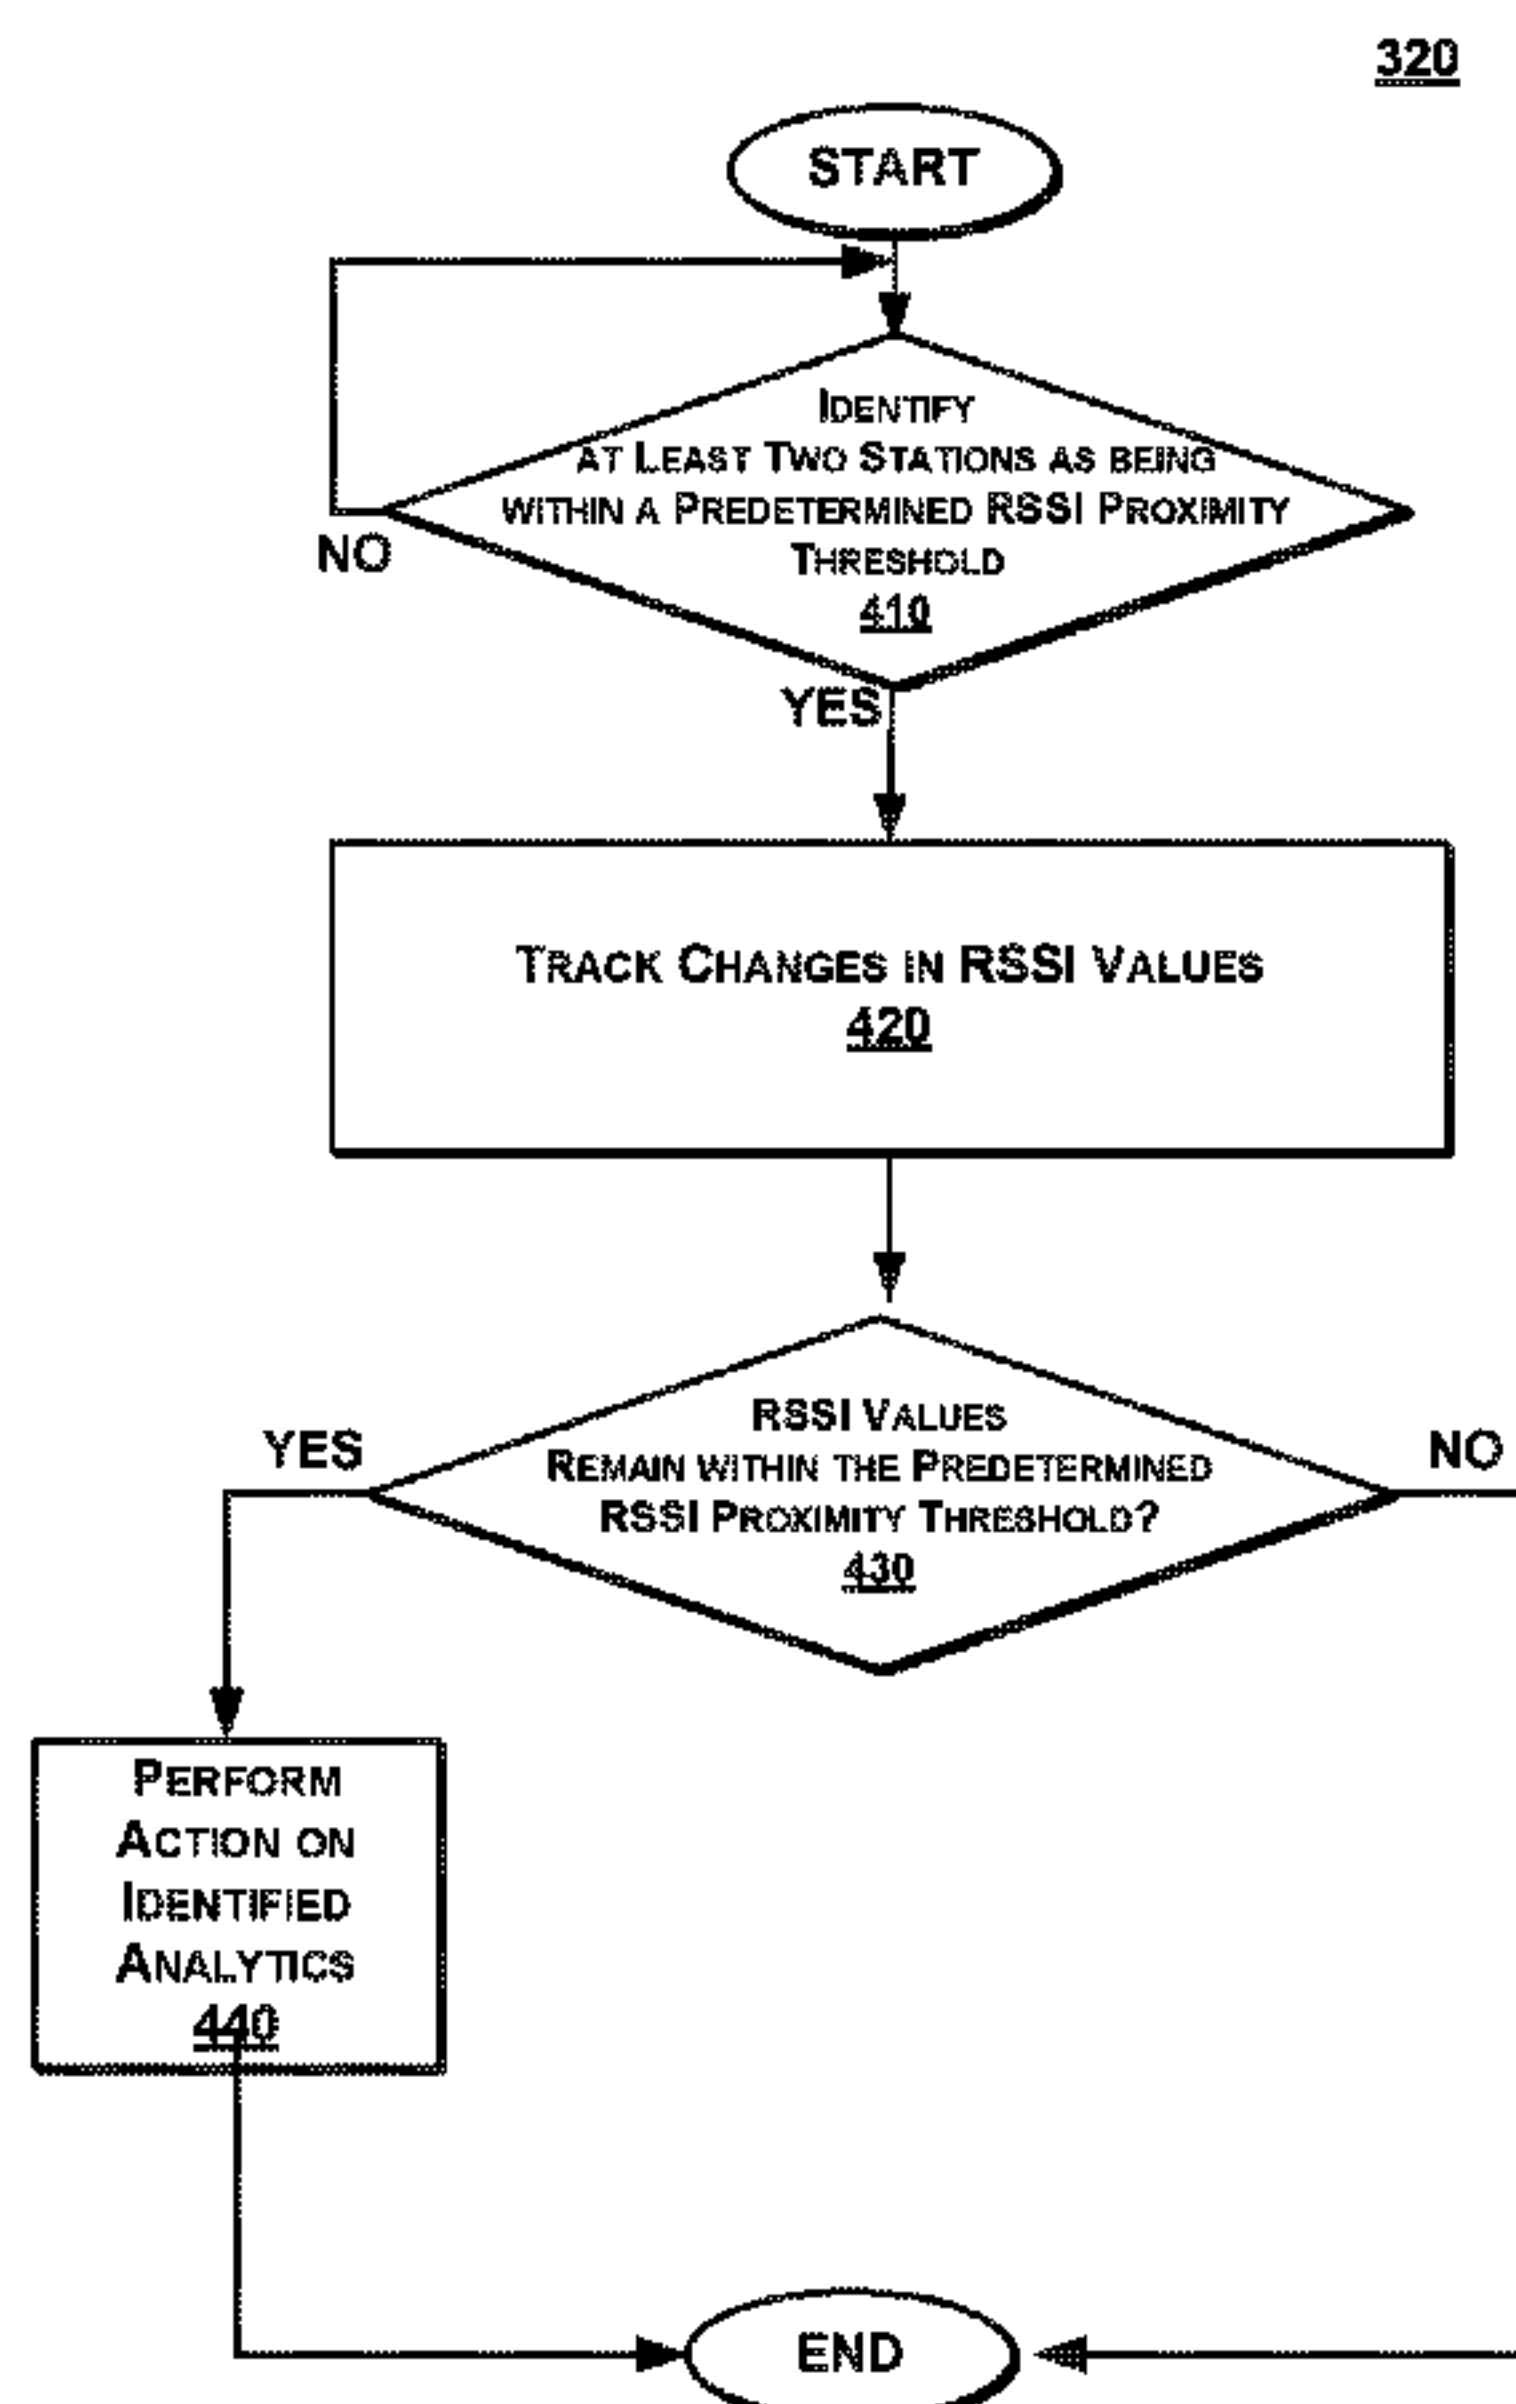 320
START
IDENTIFY
AT LEAST TWO STATIONS AS BEING
WITHIN A PREDETERMINED RSSI PROXIMITY
THRESHOLD
410
NO
YES
TRACK CHANGES IN RSSI VALUES
420
RSSI VALUES
REMAIN WITHIN THE PREDETERMINED
RSSI PROXIMITY THRESHOLD?
430
YES
NO
PERFORM
ACTION ON
IDENTIFIED
ANALYTICS
440
END